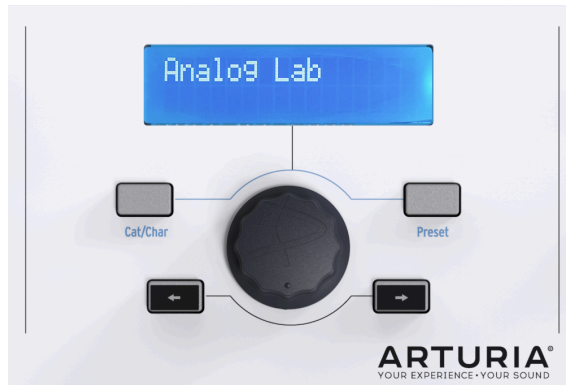 Analog Lab
Cat/Char
Preset
←
→
ARTURIA®
YOUR EXPERIENCE • YOUR SOUND